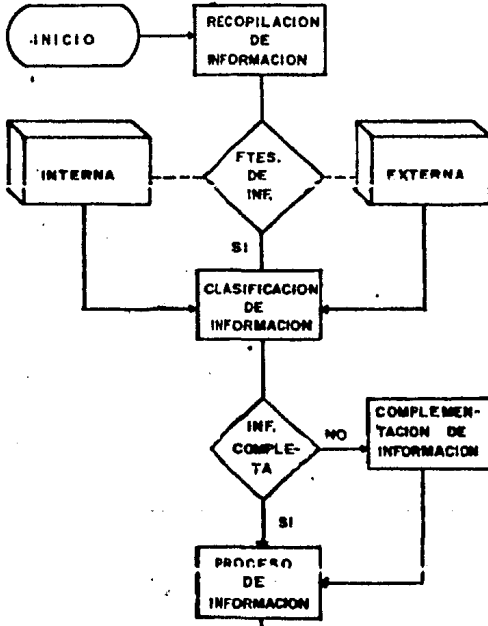 INICIO
RECOPILACION
DE
INFORMACION
INTERNA
FTES.
DE
INF.
EXTERNA
SI
CLASIFICACION
DE
INFORMACION
INF.
COMPLE-
TA
NO
COMPLEMEN-
TACION DE
INFORMACION
SI
PROCESO
DE
INFORMACION